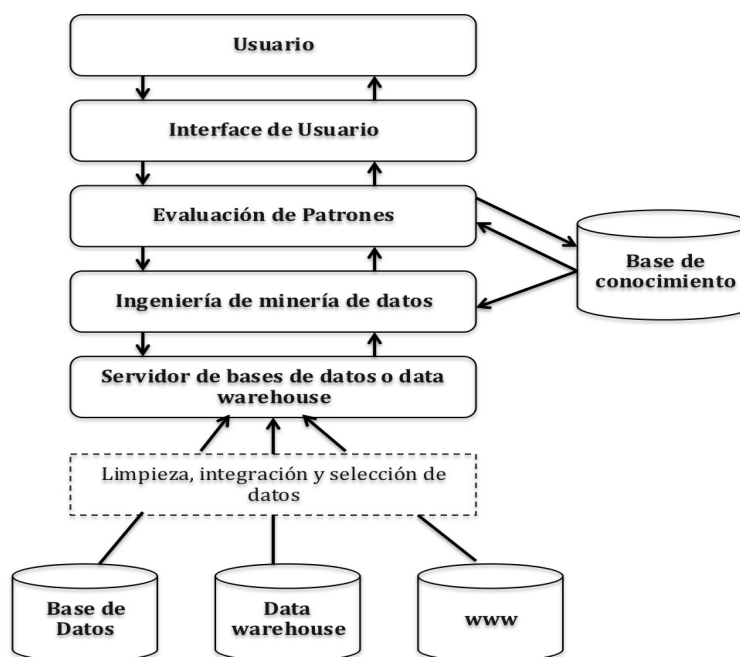 Usuario
Interface de Usuario
Evaluación de Patrones
Base de
conocimiento
Ingeniería de minería de datos
Servidor de bases de datos o data
warehouse
Limpieza, integración y selección de
datos
Base de
Datos
Data
warehouse
www